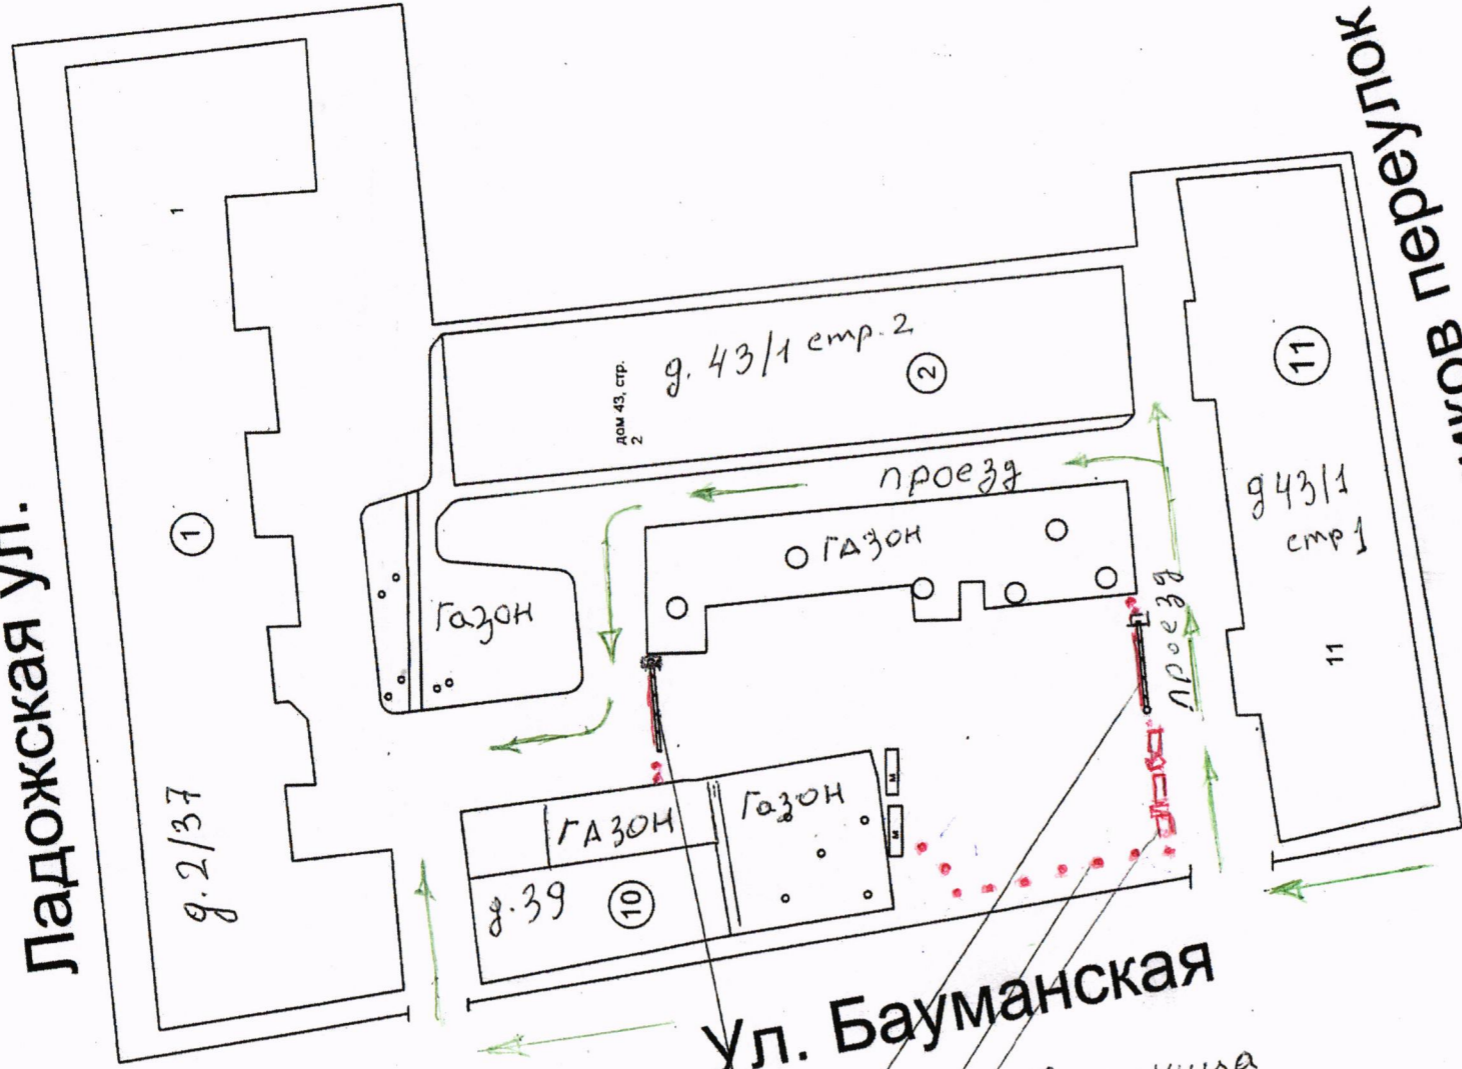 Ладожская ул.
1
1
д. 2/37
Газон
дом 43, стр.
2
д. 43/1 стр. 2
2
проезд
ГАЗОН
проезд
11
д 43/1
стр 1
11
переулок
ГАЗОН
Газон
д. 39
10
м
м
Ул. Бауманская